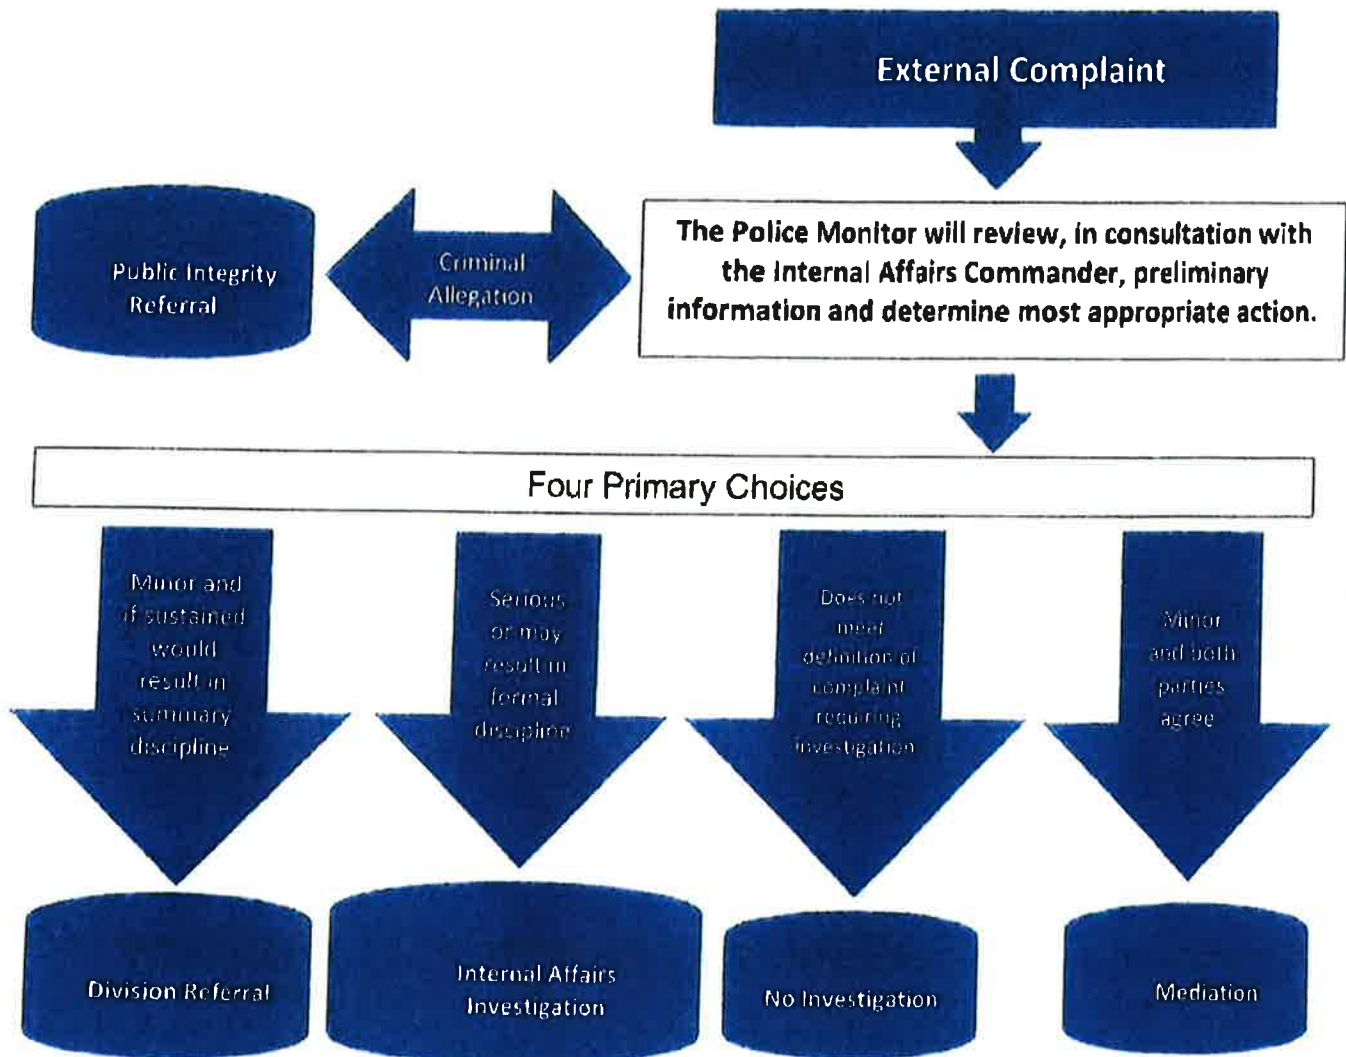 External Complaint
The Police Monitor will review, in consultation with
the Internal Affairs Commander, preliminary
information and determine most appropriate action.
Criminal
Allegation
Public Integrity
Referral
Four Primary Choices
Minor and
if sustained
would
result in
summary
discipline
Serious
or may
result in
formal
discipline
Does not
meet
definition of
complaint
requiring
investigation
Minor
and both
parties
agree
Division Referral
Internal Affairs
Investigation
No Investigation
Mediation